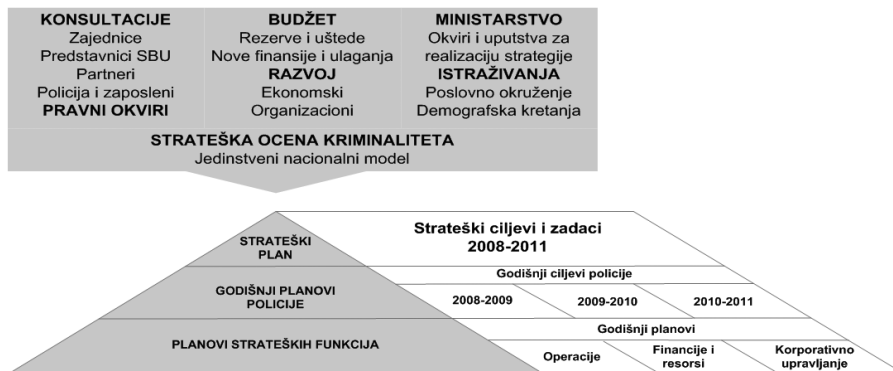 KONSULTACIJE
Zajednice
Predstavnici SBU
Partneri
Policija i zaposleni
PRAVNI OKVIRI
BUDŽET
Rezerve i uštede
Nove finansije i ulaganja
RAZVOJ
Ekonomski
Organizacioni
MINISTARSTVO
Okviri i uputstva za
realizaciju strategije
ISTRAŽIVANJA
Poslovno okruženje
Demografska kretanja
STRATEŠKA OCENA KRIMINALITETA
Jedinstveni nacionalni model
STRATEŠKI
PLAN
Strateški ciljevi i zadaci
2008-2011
GODIŠNJI PLANOVI
POLICIJE
Godišnji ciljevi policije
2008-2009
2009-2010
2010-2011
PLANOVI STRATEŠKIH FUNKCIJA
Godišnji planovi
Operacije
Financije i
resorsi
Korporativno
upravljanje